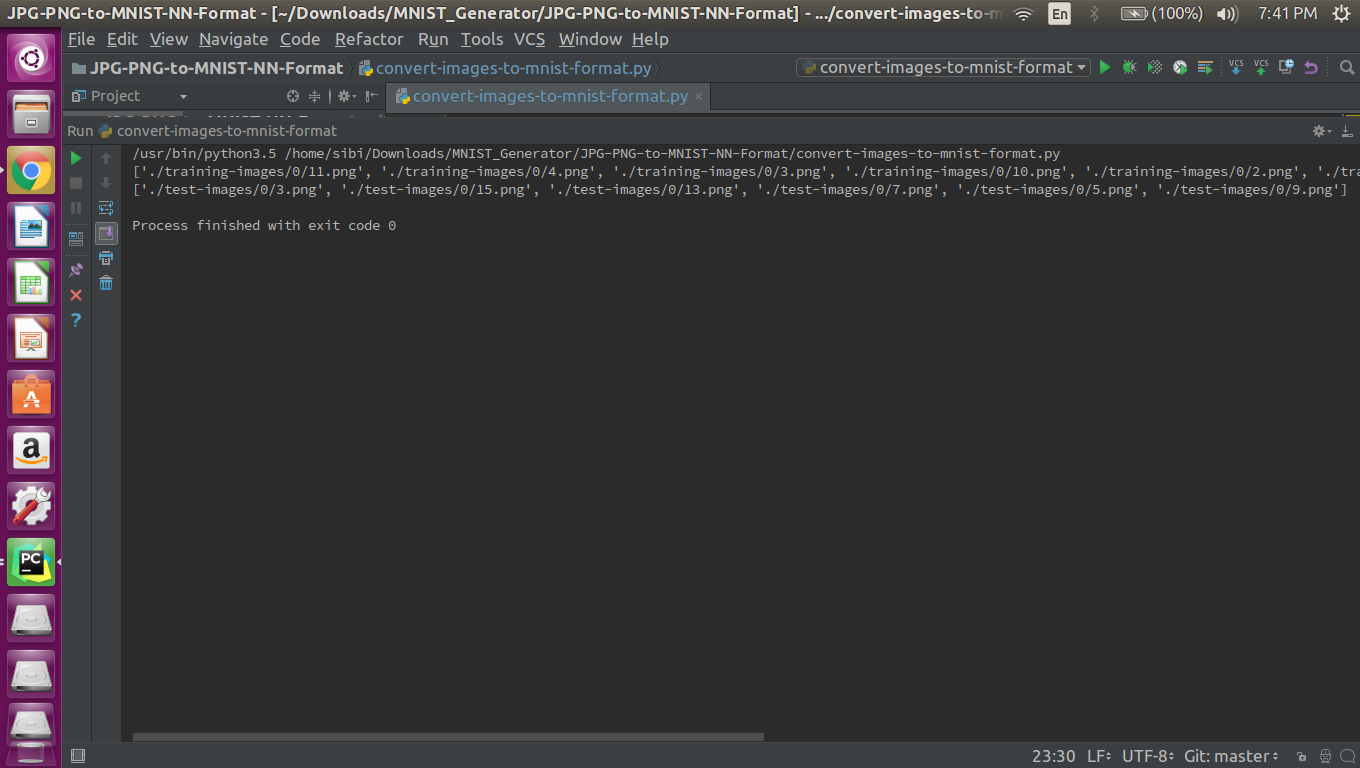 JPG-PNG-to-MNIST-NN-Format - [~/Downloads/MNIST_Generator/JPG-PNG-to-MNIST-NN-Format] - .../convert-images-to-mn
En (100%) 7:41 PM
File Edit View Navigate Code Refactor Run Tools VCS Window Help
JPG-PNG-to-MNIST-NN-Format convert-images-to-mnist-format.py convert-images-to-mnist-format VCS VCS
Project convert-images-to-mnist-format.py ×
Run convert-images-to-mnist-format
/usr/bin/python3.5 /home/sibi/Downloads/MNIST_Generator/JPG-PNG-to-MNIST-NN-Format/convert-images-to-mnist-format.py
['./training-images/0/11.png', './training-images/0/4.png', './training-images/0/3.png', './training-images/0/10.png', './training-images/0/2.png', './tra
['./test-images/0/3.png', './test-images/0/15.png', './test-images/0/13.png', './test-images/0/7.png', './test-images/0/5.png', './test-images/0/9.png']
Process finished with exit code 0
?
a
PC
23:30 LF UTF-8 Git: master